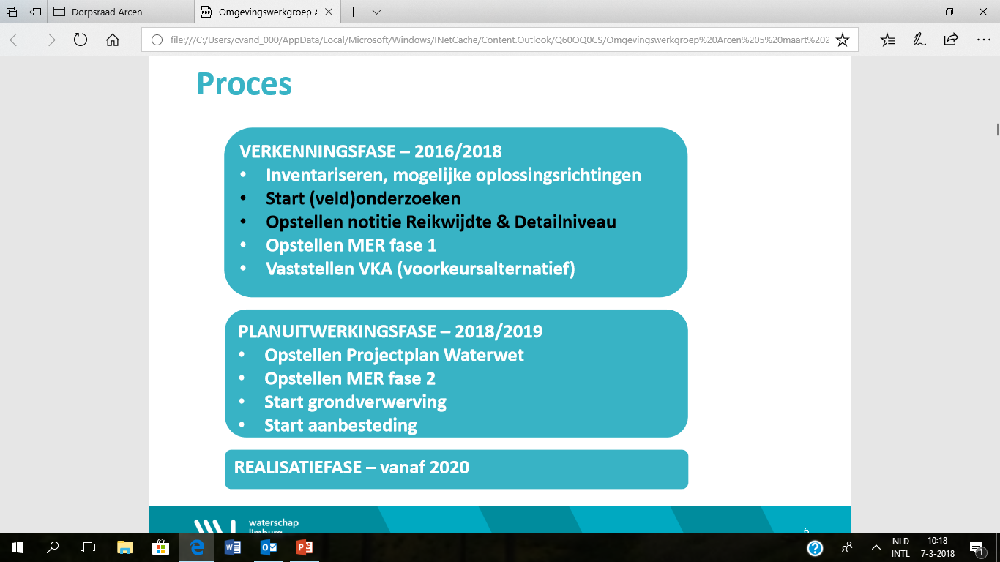 Dorpsraad Arcen
Omgevingswerkgroep A
file:///C:/Users/cvand_000/AppData/Local/Microsoft/Windows/INetCache/Content.Outlook/Q60OQ0CS/Omgevingswerkgroep%20Arcen%205%20maart%202
Proces
VERKENNINGSFASE – 2016/2018
• Inventariseren, mogelijke oplossingsrichtingen
• Start (veld)onderzoeken
• Opstellen notitie Reikwijdte & Detailniveau
• Opstellen MER fase 1
• Vaststellen VKA (voorkeursalternatief)
PLANUITWERKINGSFASE – 2018/2019
• Opstellen Projectplan Waterwet
• Opstellen MER fase 2
• Start grondverwerving
• Start aanbesteding
REALISATIEFASE – vanaf 2020
waterschap
limburg
6
NLD
INTL
10:18
7-3-2018
1